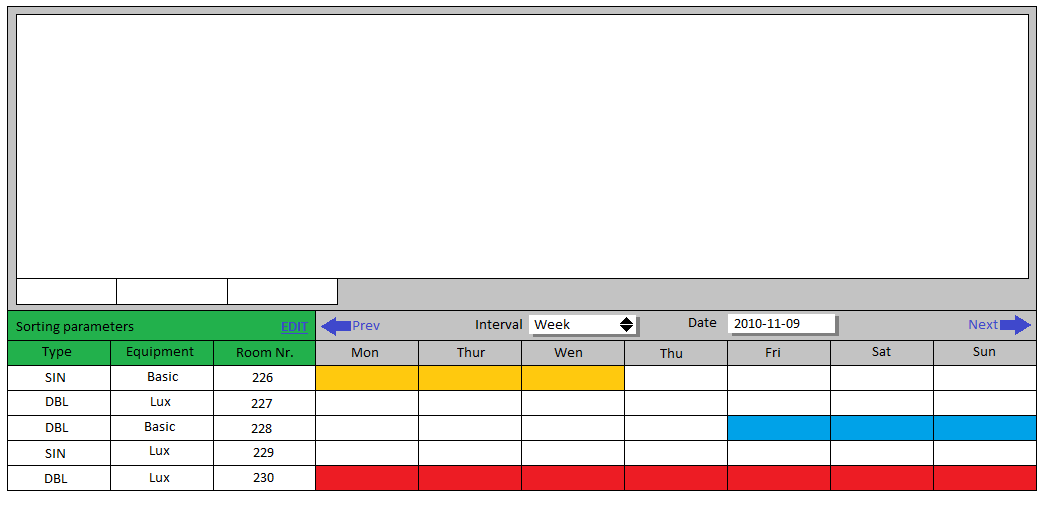 Sorting parameters EDIT Prev Interval Week Date 2010-11-09 Next
Type Equipment Room Nr. Mon Thur Wen Thu Fri Sat Sun
SIN Basic 226
DBL Lux 227
DBL Basic 228
SIN Lux 229
DBL Lux 230